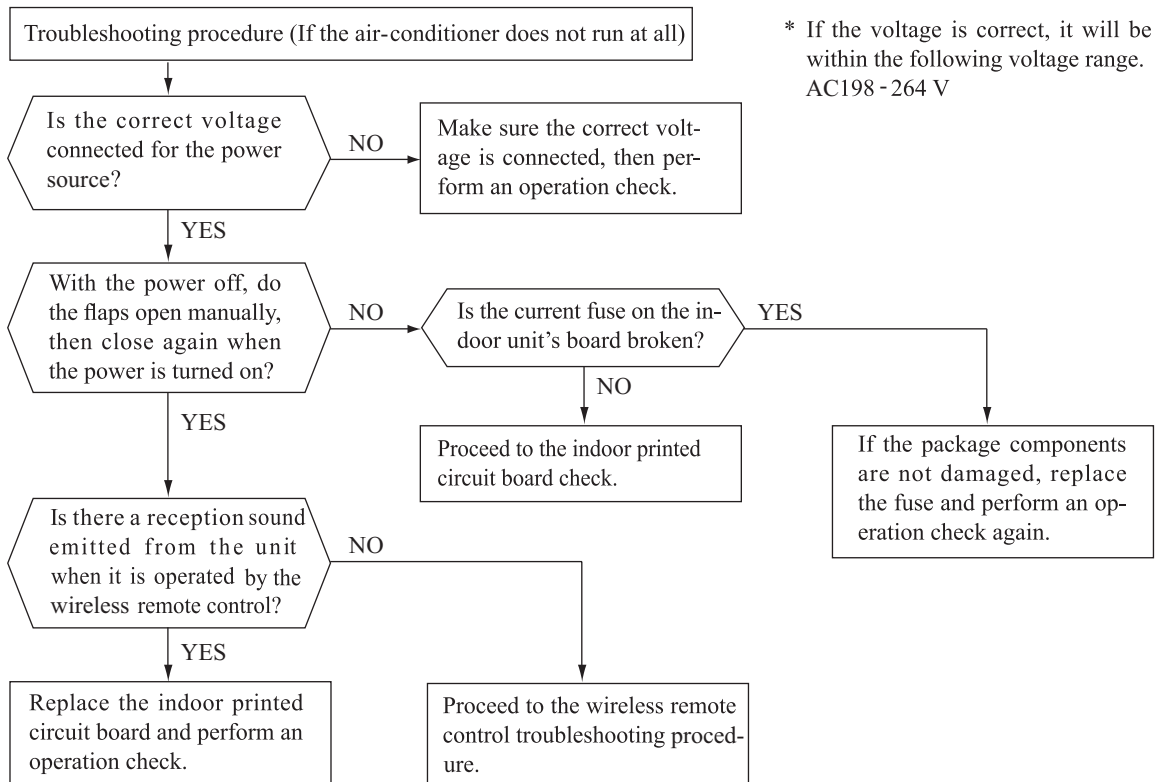 Troubleshooting procedure (If the air-conditioner does not run at all)
* If the voltage is correct, it will be
within the following voltage range.
AC198 - 264 V
Is the correct voltage
connected for the power
source?
NO
Make sure the correct volt-
age is connected, then per-
form an operation check.
YES
With the power off, do
the flaps open manually,
then close again when
the power is turned on?
NO
Is the current fuse on the in-
door unit's board broken?
YES
NO
YES
Proceed to the indoor printed
circuit board check.
If the package components
are not damaged, replace
the fuse and perform an op-
eration check again.
Is there a reception sound
emitted from the unit
when it is operated by the
wireless remote control?
NO
YES
Replace the indoor printed
circuit board and perform an
operation check.
Proceed to the wireless remote
control troubleshooting proced-
ure.